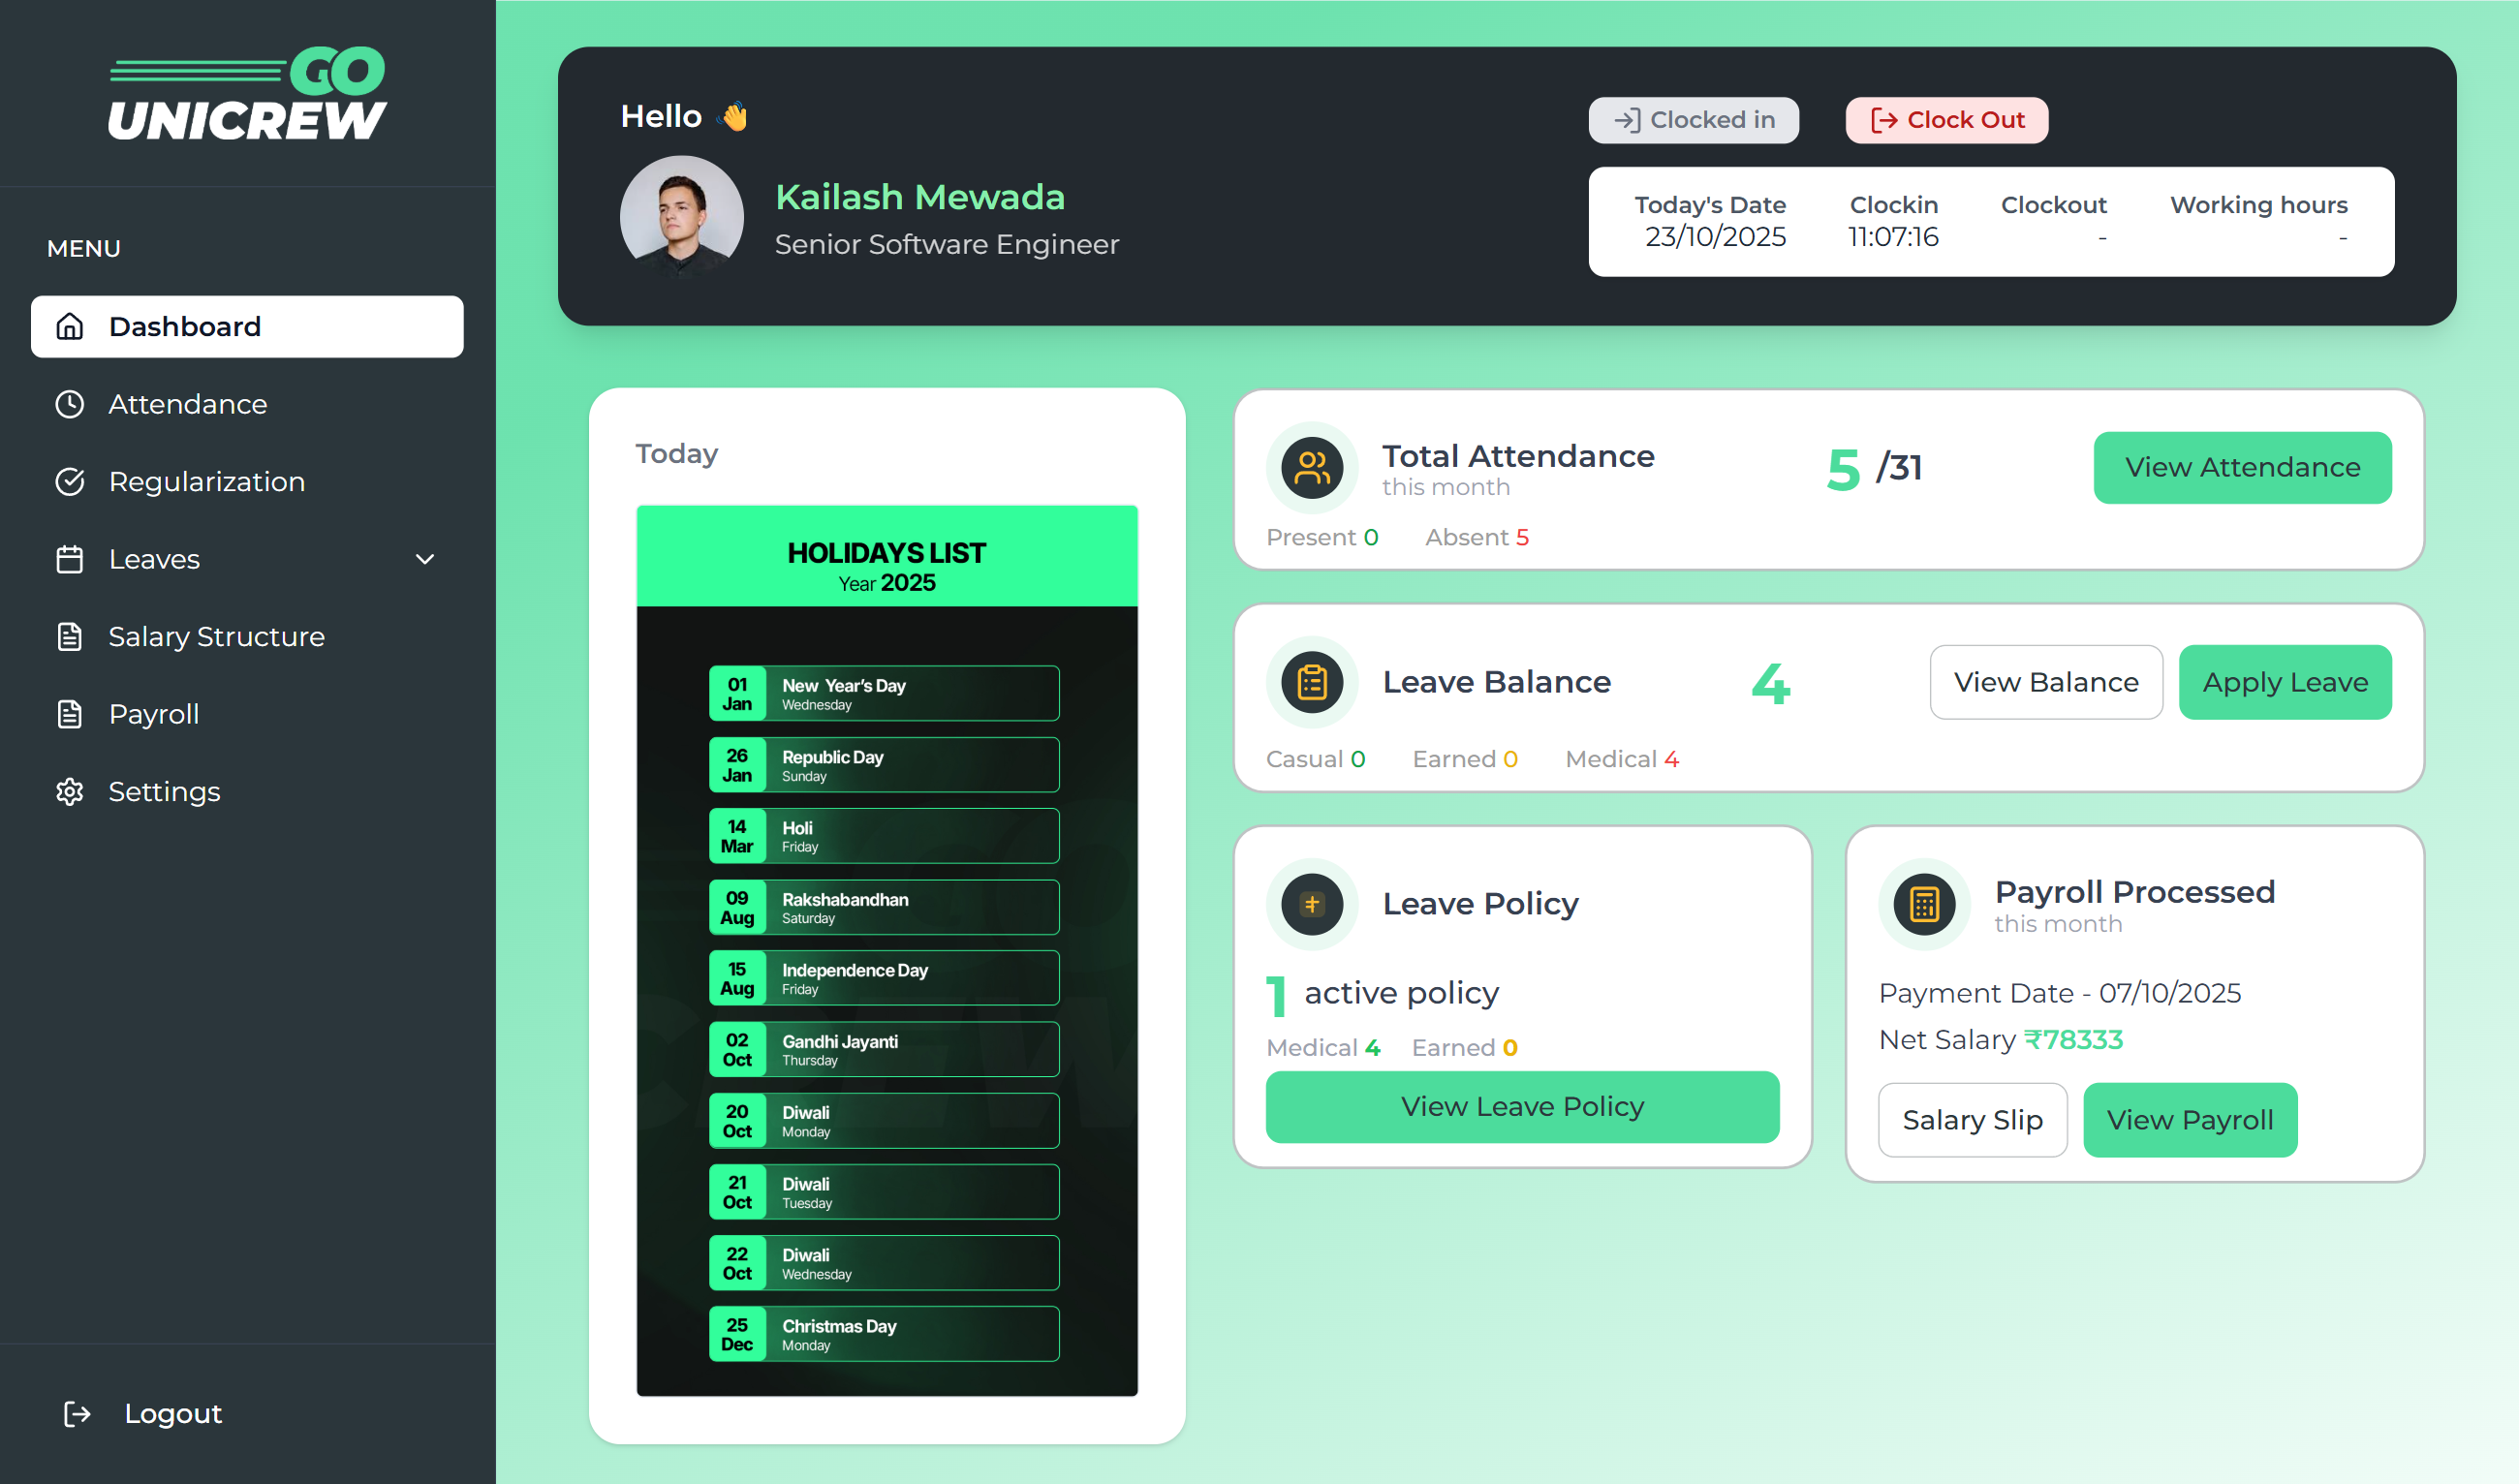 GO
UNICREW
MENU
Dashboard
Attendance
Regularization
Leaves
Salary Structure
Payroll
Settings
Logout
Hello 👋
Kailash Mewada
Senior Software Engineer
Clocked in
Clock Out
Today's Date Clockin Clockout Working hours
23/10/2025 11:07:16 - -
Today
HOLIDAYS LIST
Year 2025
01 Jan
New Year's Day
Wednesday
26 Jan
Republic Day
Sunday
14 Mar
Holi
Friday
09 Aug
Rakshabandhan
Saturday
15 Aug
Independence Day
Friday
02 Oct
Gandhi Jayanti
Thursday
20 Oct
Diwali
Monday
21 Oct
Diwali
Tuesday
22 Oct
Diwali
Wednesday
25 Dec
Christmas Day
Monday
Total Attendance
this month
5 /31
View Attendance
Present 0 Absent 5
Leave Balance
4
View Balance
Apply Leave
Casual 0 Earned 0 Medical 4
Leave Policy
1 active policy
Medical 4 Earned 0
View Leave Policy
Payroll Processed
this month
Payment Date - 07/10/2025
Net Salary ₹78333
Salary Slip
View Payroll